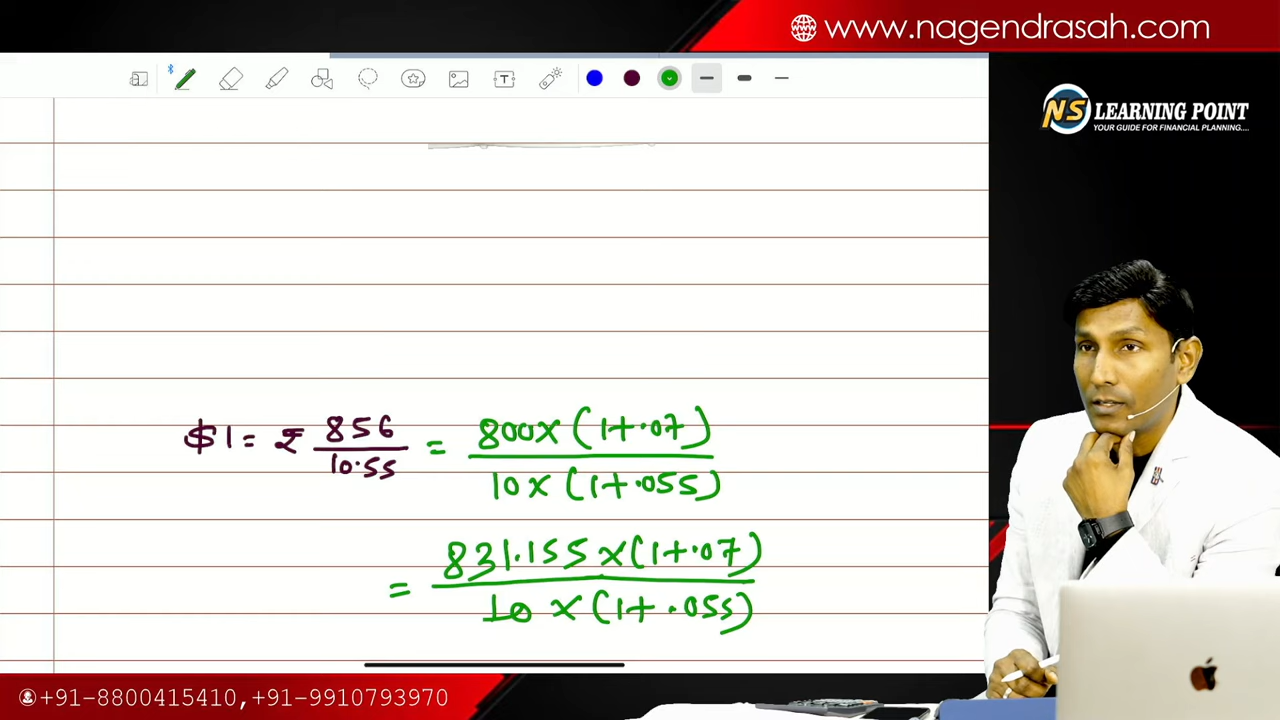 www.nagendrasah.com
T
NS LEARNING POINT
YOUR GUIDE FOR FINANCIAL PLANNING....
$1 = ₹ 856/10.55 = 800 × (1+.07)/10 × (1+.055)
= 831.155 × (1+.07)/10 × (1+.055)
+91-8800415410,+91-9910793970